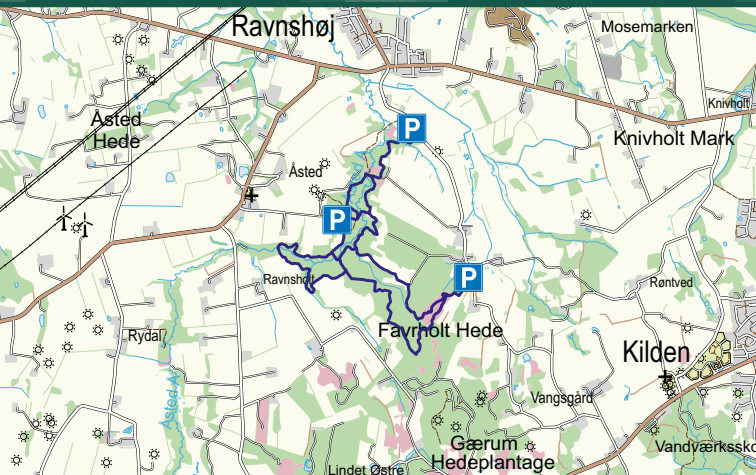 Ravnshøj
Mosemarken
Knivholt
Åsted
Hede
P
Knivholt Mark
Åsted
P
P
Ravnsholt
Røntved
Favrholt Hede
Rydal
Kilden
Åsted Å
Vangsgård
Gærum
Hedeplantage
Vandværkssko
Lindet Østre